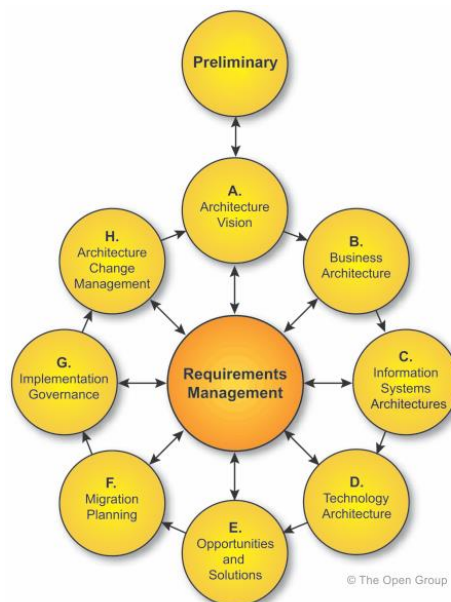 Preliminary
A.
Architecture
Vision
H.
Architecture
Change
Management
B.
Business
Architecture
G.
Implementation
Governance
Requirements
Management
C.
Information
Systems
Architectures
F.
Migration
Planning
D.
Technology
Architecture
E.
Opportunities
and
Solutions
© The Open Group